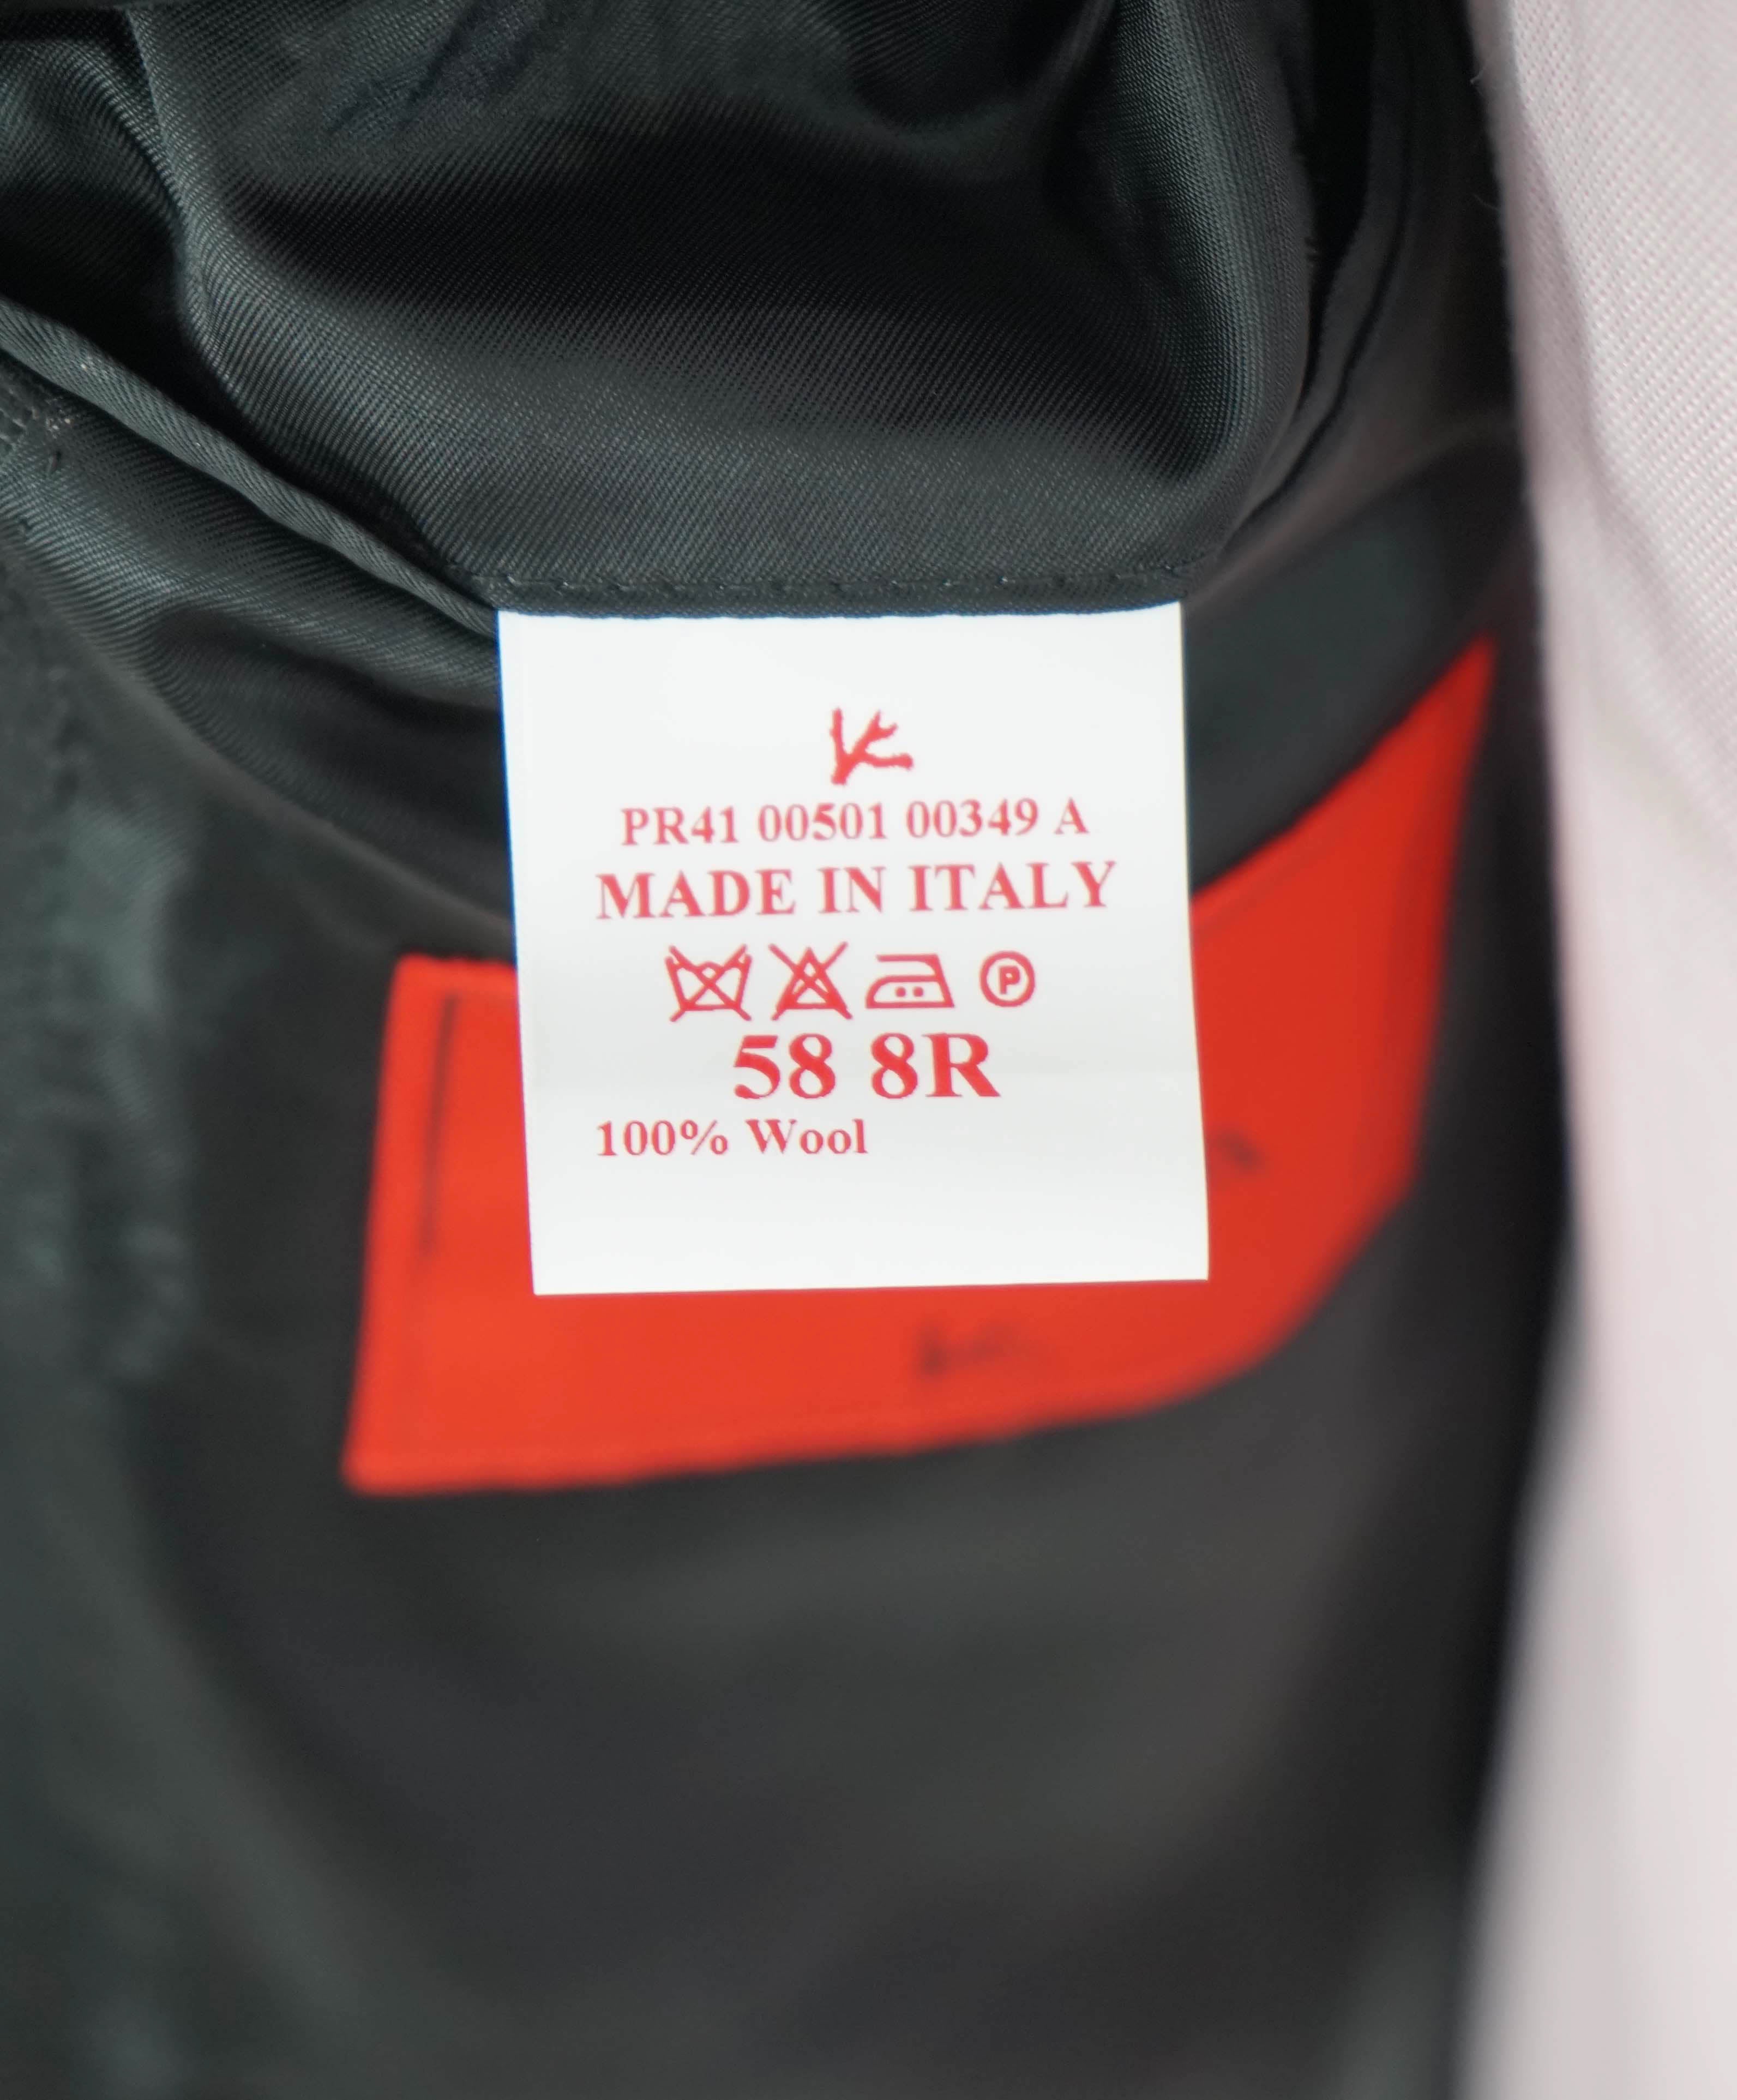 PR41 00501 00349 A
MADE IN ITALY
P
58 8R
100% Wool